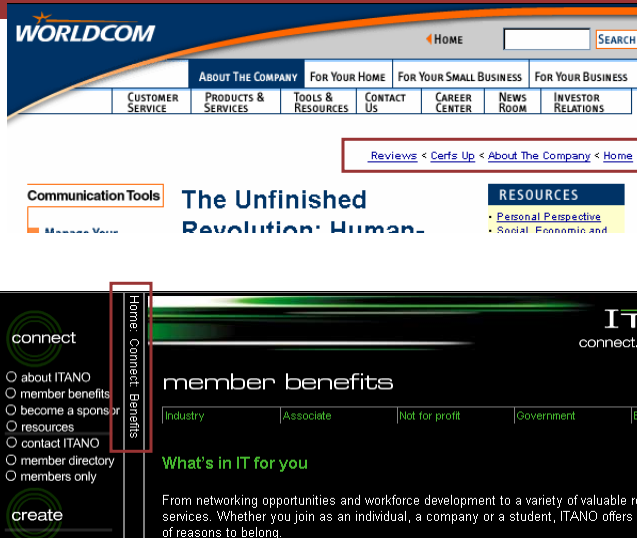 WORLDCOM
HOME
SEARCH
ABOUT THE COMPANY
FOR YOUR HOME
FOR YOUR SMALL BUSINESS
FOR YOUR BUSINESS
CUSTOMER SERVICE
PRODUCTS & SERVICES
TOOLS & RESOURCES
CONTACT US
CAREER CENTER
NEWS ROOM
INVESTOR RELATIONS
Reviews < Cerfs Up < About The Company < Home
Communication Tools
Manage Your
The Unfinished
Revolution: Human-
RESOURCES
• Personal Perspective
• Social, Economic and
Home: Connect: Benefits
connect
about ITANO
member benefits
become a sponsor
resources
contact ITANO
member directory
members only
create
IT
connect.
member benefits
Industry
Associate
Not for profit
Government
What's in IT for you
From networking opportunities and workforce development to a variety of valuable
services. Whether you join as an individual, a company or a student, ITANO offers
of reasons to belong.